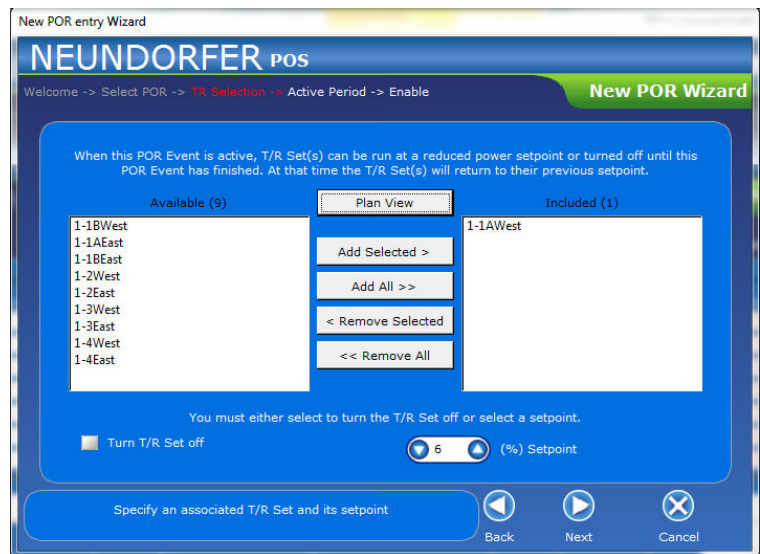 New POR entry Wizard
NEUNDORFER POS
Welcome -> Select POR -> TR Selection -> Active Period -> Enable
New POR Wizard
When this POR Event is active, T/R Set(s) can be run at a reduced power setpoint or turned off until this
POR Event has finished. At that time the T/R Set(s) will return to their previous setpoint.
Available (9)
Plan View
Included (1)
1-1BWest
1-1AEast
1-1BEast
1-2West
1-2East
1-3West
1-3East
1-4West
1-4East
Add Selected >
Add All >>
< Remove Selected
<< Remove All
1-1AWest
You must either select to turn the T/R Set off or select a setpoint.
Turn T/R Set off
6
(%) Setpoint
Specify an associated T/R Set and its setpoint
Back
Next
Cancel